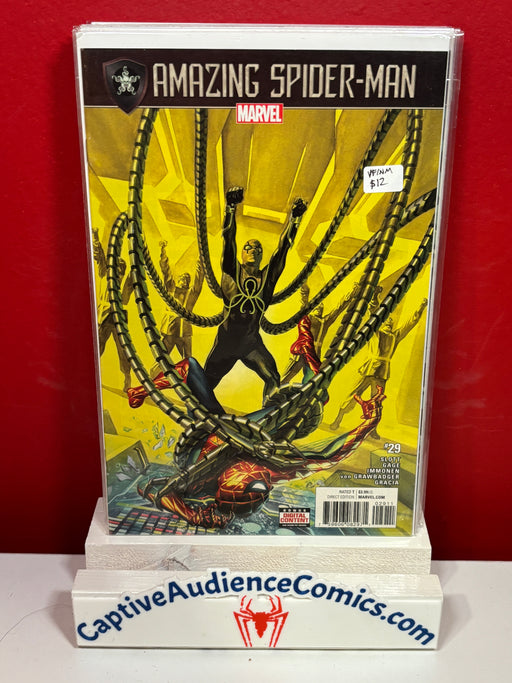 AMAZING SPIDER-MAN
MARVEL
VF/NM
$12
#29
SLOTT
GAGE
IMMONEN
VON GRAWBADGER
GRACIA
RATED T
DIRECT EDITION MARVEL.COM
02911
DIGITAL CONTENT
CaptiveAudienceComics.com